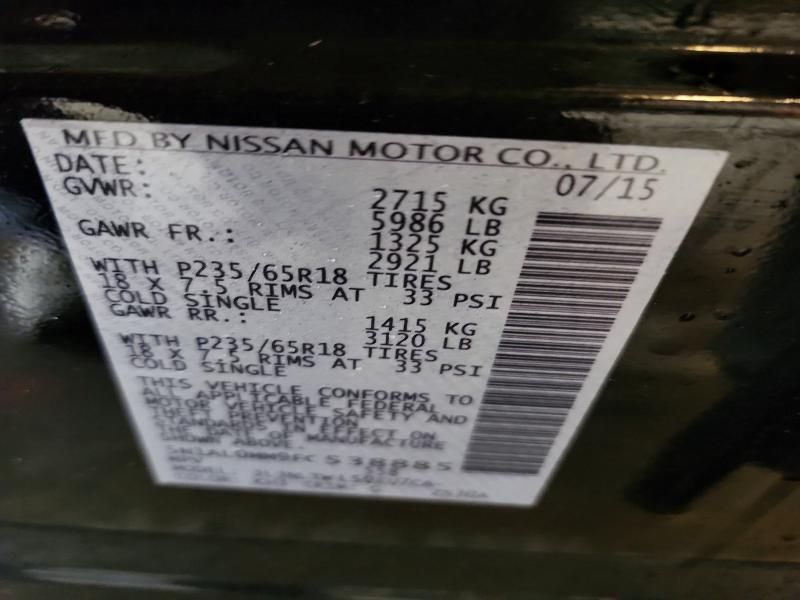 MFD BY NISSAN MOTOR CO., LTD.
DATE: 07/15
GVWR: 2715 KG
5986 LB
GAWR FR.: 1325 KG
2921 LB
WITH P235/65R18 TIRES
18 X 7.5 RIMS AT 33 PSI
COLD SINGLE
GAWR RR.: 1415 KG
3120 LB
WITH P235/65R18 TIRES
18 X 7.5 RIMS AT 33 PSI
COLD SINGLE
THIS VEHICLE CONFORMS TO
ALL APPLICABLE FEDERAL
MOTOR VEHICLE SAFETY AND
THEFT PREVENTION
STANDARDS IN EFFECT ON
THE DATE OF MANUFACTURE
SHOWN ABOVE
538885
MODEL:
COLOR: